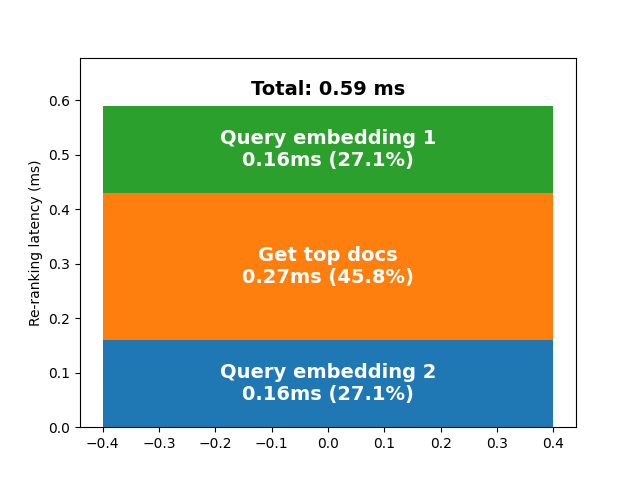 Total: 0.59 ms
Query embedding 1
0.16ms (27.1%)
Get top docs
0.27ms (45.8%)
Query embedding 2
0.16ms (27.1%)
Re-ranking latency (ms)
0.6
0.5
0.4
0.3
0.2
0.1
0.0
−0.4 −0.3 −0.2 −0.1 0.0 0.1 0.2 0.3 0.4